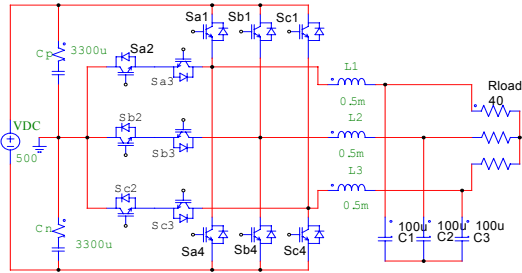 Sa1 Sb1 Sc1
Cp 3300u
Sa2
Sa3
L1
0.5m
Rload
40
VDC
500
Sb2
Sb3
L2
0.5m
Sc2
Sc3
L3
0.5m
Cn
3300u
Sa4 Sb4 Sc4
100u 100u 100u
C1 C2 C3